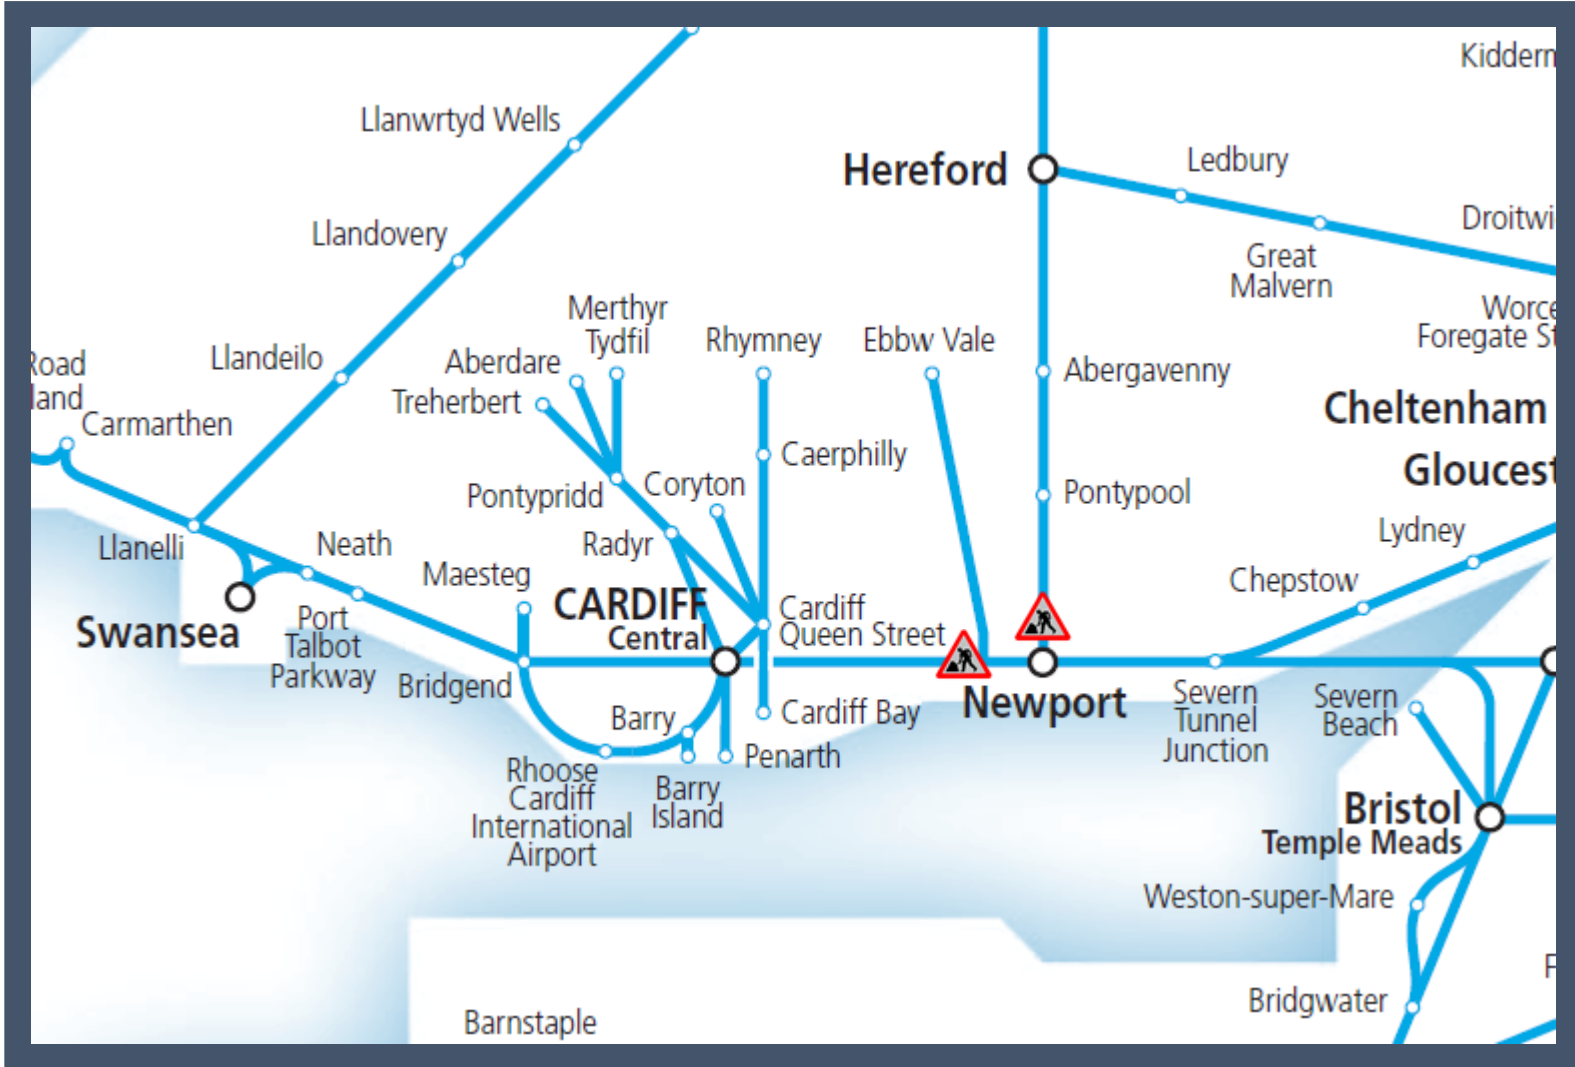 Kidderm
Llanwrtyd Wells
Hereford
Ledbury
Droitwi
Llandovery
Great
Malvern
Worce
Foregate St
Merthyr
Tydfil
Rhymney
Ebbw Vale
Road
land
Llandeilo
Aberdare
Treherbert
Abergavenny
Cheltenham
Carmarthen
Caerphilly
Gloucest
Pontypridd
Coryton
Pontypool
Llanelli
Neath
Radyr
Lydney
Maesteg
CARDIFF
Central
Cardiff
Queen Street
Chepstow
Swansea
Port
Talbot
Parkway
Bridgend
Barry
Cardiff Bay
Newport
Severn
Tunnel
Junction
Severn
Beach
Rhoose
Cardiff
International
Airport
Barry
Island
Penarth
Bristol
Temple Meads
Weston-super-Mare
Bridgwater
Barnstaple